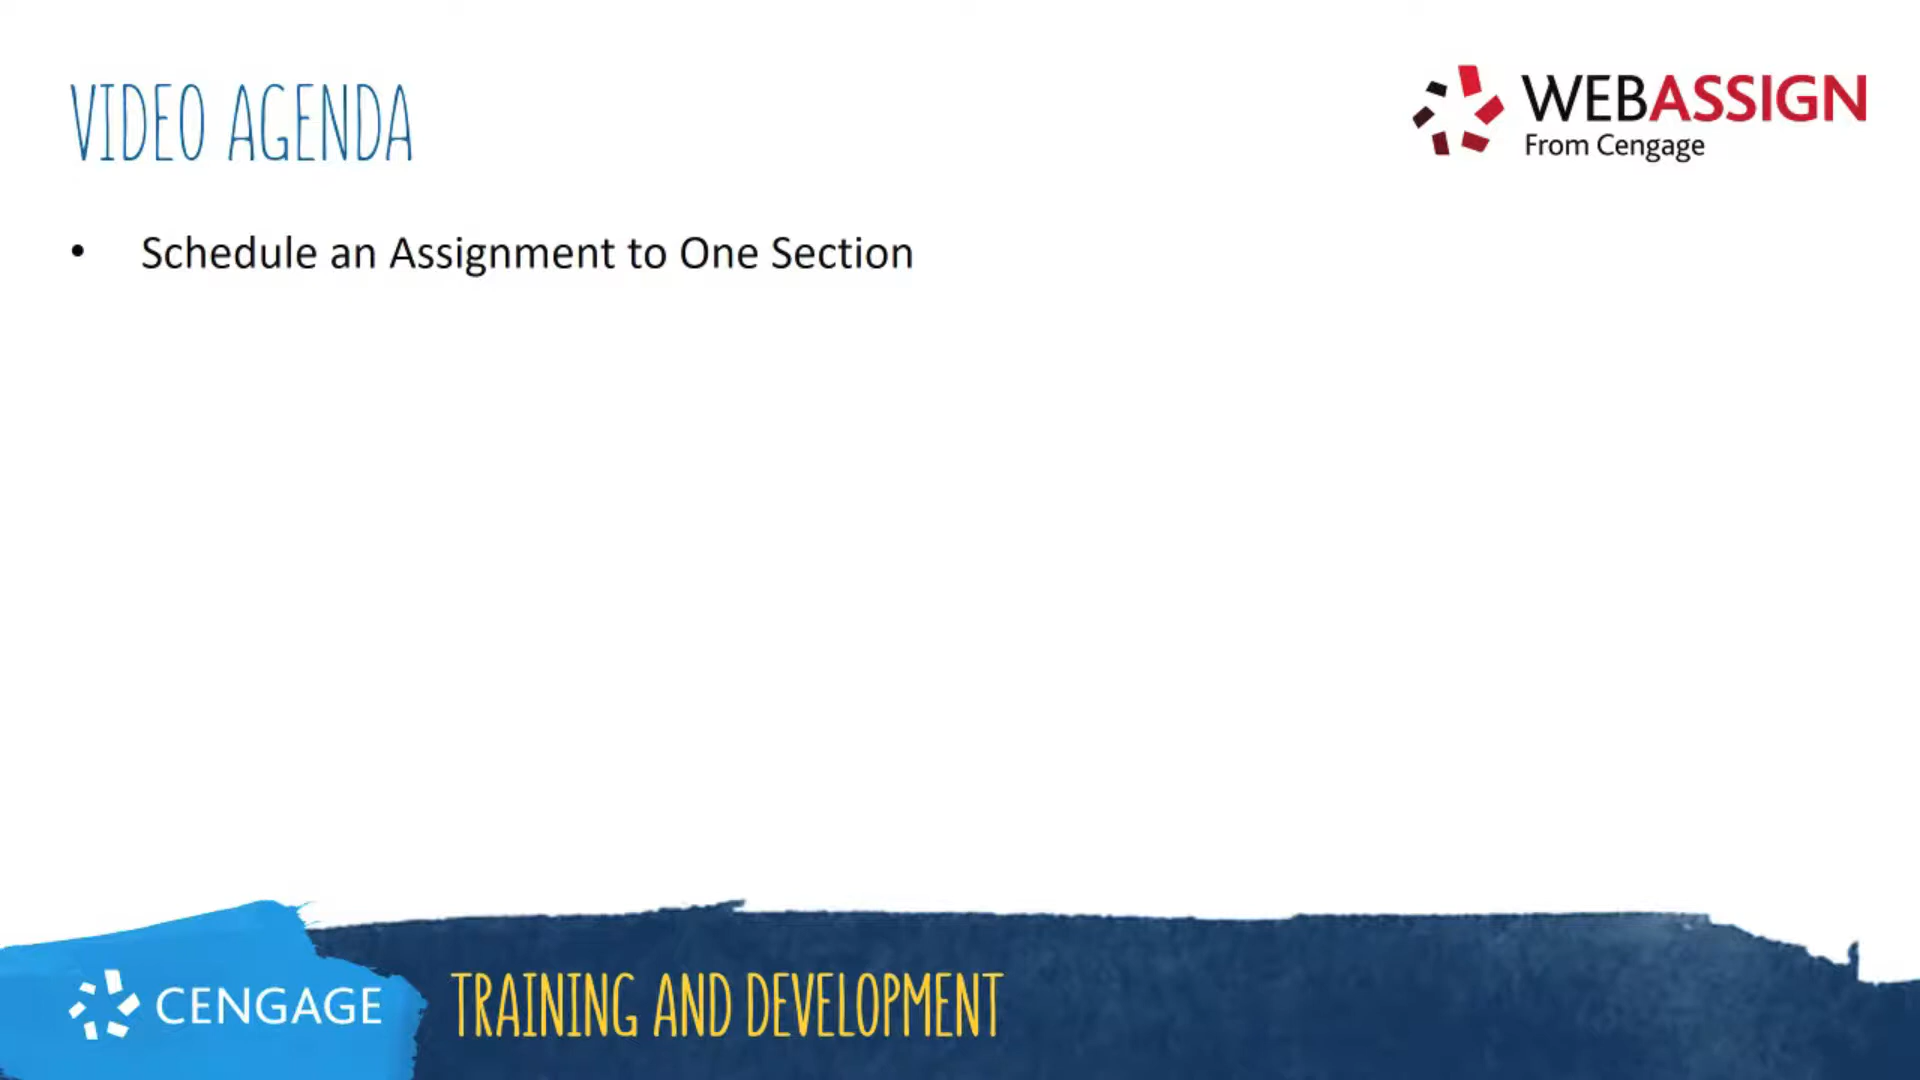 VIDEO AGENDA
WEBASSIGN
From Cengage
• Schedule an Assignment to One Section
CENGAGE
TRAINING AND DEVELOPMENT